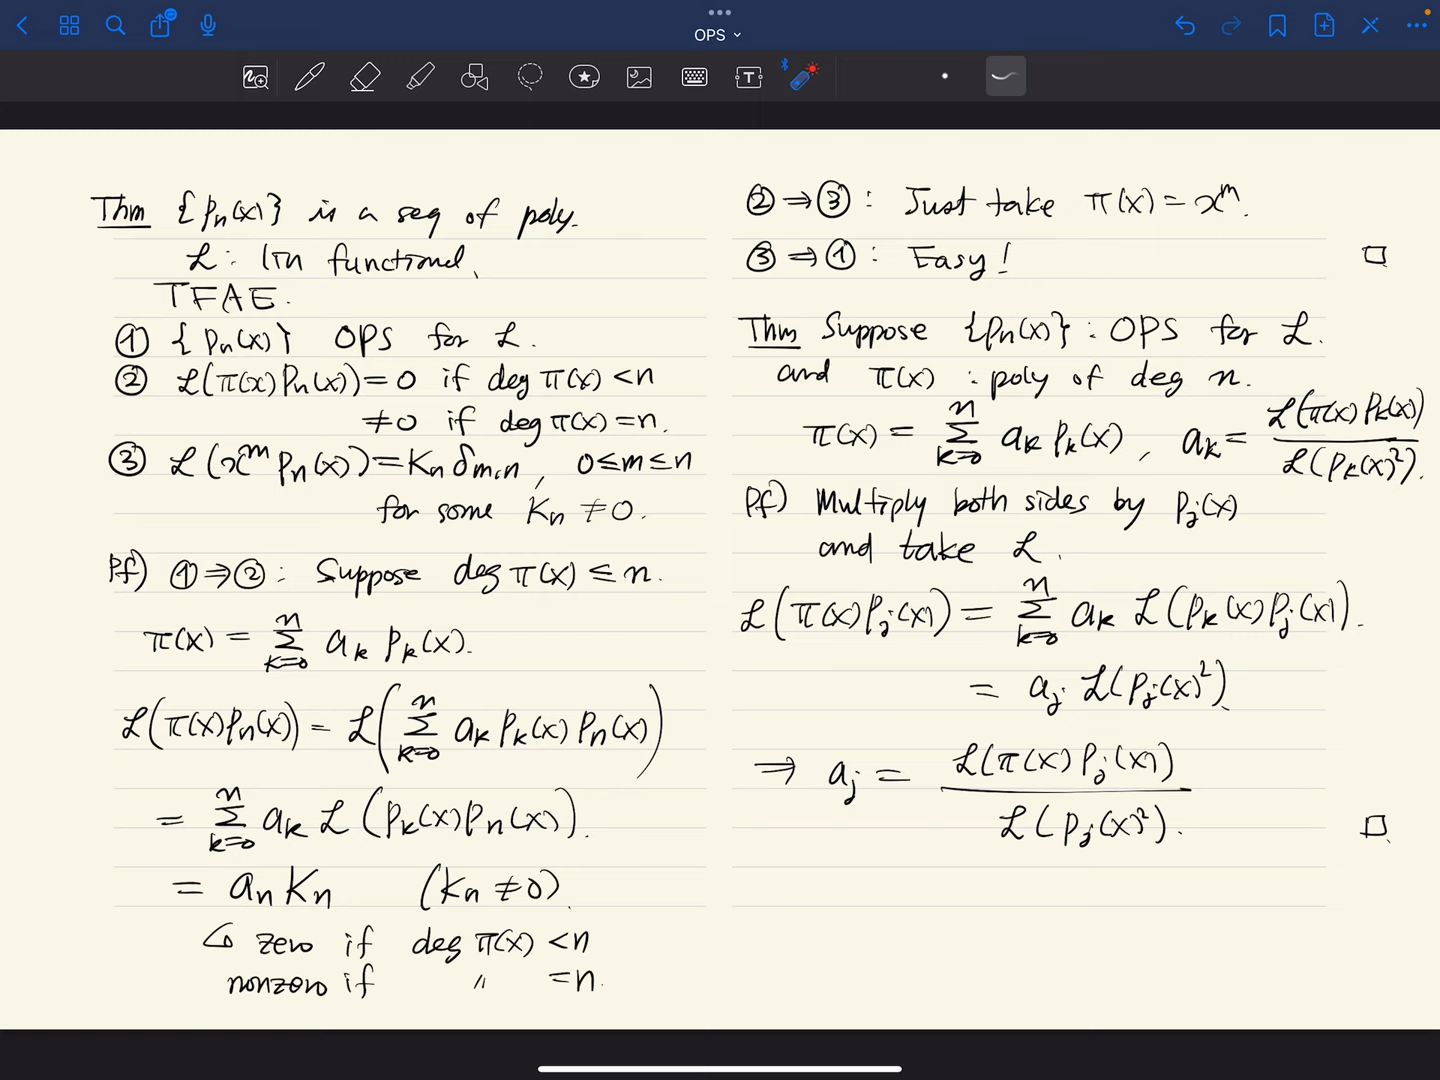 OPS
Thm {Pn(x)} is a seq of poly.
ℒ : lin functional,
TFAE.
① {Pn(x)} OPS for ℒ.
② ℒ(π(x)Pn(x)) = 0 if deg π(x) < n
≠ 0 if deg π(x) = n.
③ ℒ(x^m Pn(x)) = Kn δm,n, 0 ≤ m ≤ n
for some Kn ≠ 0.
Pf) ① ⇒ ② : Suppose deg π(x) ≤ n.
π(x) = Σ_{k=0}^{n} ak Pk(x).
ℒ(π(x)Pn(x)) = ℒ(Σ_{k=0}^{n} ak Pk(x) Pn(x))
= Σ_{k=0}^{n} ak ℒ(Pk(x)Pn(x)).
= an Kn (Kn ≠ 0).
↳ zero if deg π(x) < n
nonzero if 〃 = n.
② ⇒ ③ : Just take π(x) = x^m.
③ ⇒ ① : Easy! □
Thm Suppose {Pn(x)} : OPS for ℒ.
and π(x) : poly of deg n.
π(x) = Σ_{k=0}^{n} ak Pk(x), ak = ℒ(π(x)Pk(x)) / ℒ(Pk(x)²).
Pf) Multiply both sides by Pj(x)
and take ℒ.
ℒ(π(x)Pj(x)) = Σ_{k=0}^{n} ak ℒ(Pk(x)Pj(x)).
= aj ℒ(Pj(x)²)
⇒ aj = ℒ(π(x)Pj(x)) / ℒ(Pj(x)²). □